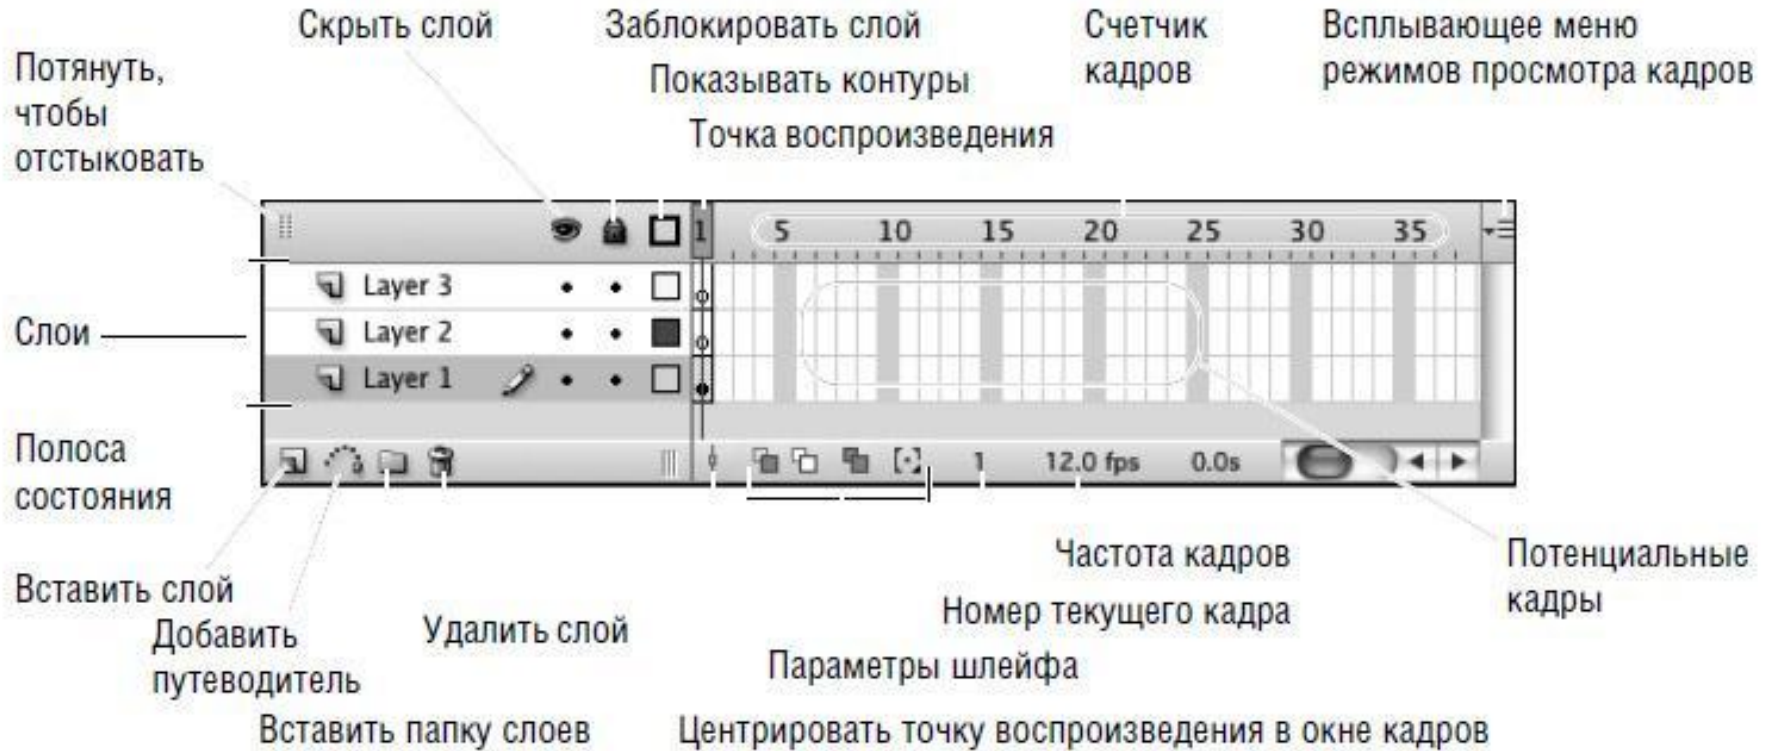 Скрыть слой
Заблокировать слой
Счетчик
кадров
Всплывающее меню
режимов просмотра кадров
Потянуть,
чтобы
отстыковать
Показывать контуры
Точка воспроизведения
1 5 10 15 20 25 30 35
Layer 3
Слои
Layer 2
Layer 1
Полоса
состояния
1 12.0 fps 0.0s
Вставить слой
Добавить
путеводитель
Удалить слой
Вставить папку слоев
Частота кадров
Номер текущего кадра
Параметры шлейфа
Центрировать точку воспроизведения в окне кадров
Потенциальные
кадры